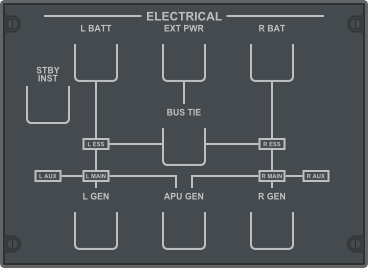 ELECTRICAL
L BATT EXT PWR R BAT
STBY
INST
BUS TIE
L ESS R ESS
L AUX L MAIN R MAIN R AUX
L GEN APU GEN R GEN